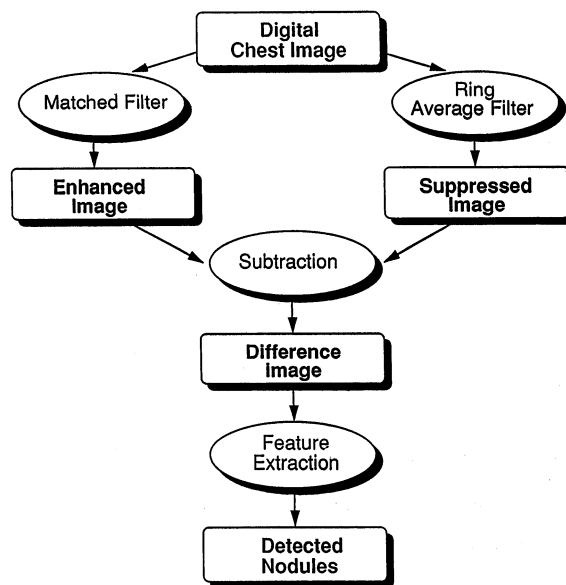 Digital
Chest Image
Matched Filter
Ring
Average Filter
Enhanced
Image
Suppressed
Image
Subtraction
Difference
Image
Feature
Extraction
Detected
Nodules